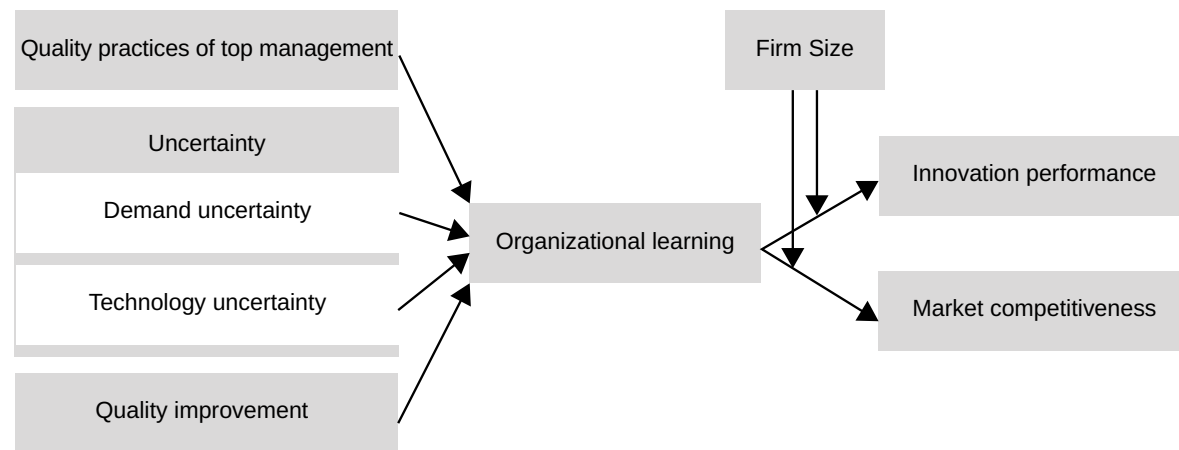 Quality practices of top management
Uncertainty
Demand uncertainty
Technology uncertainty
Quality improvement
Organizational learning
Firm Size
Innovation performance
Market competitiveness